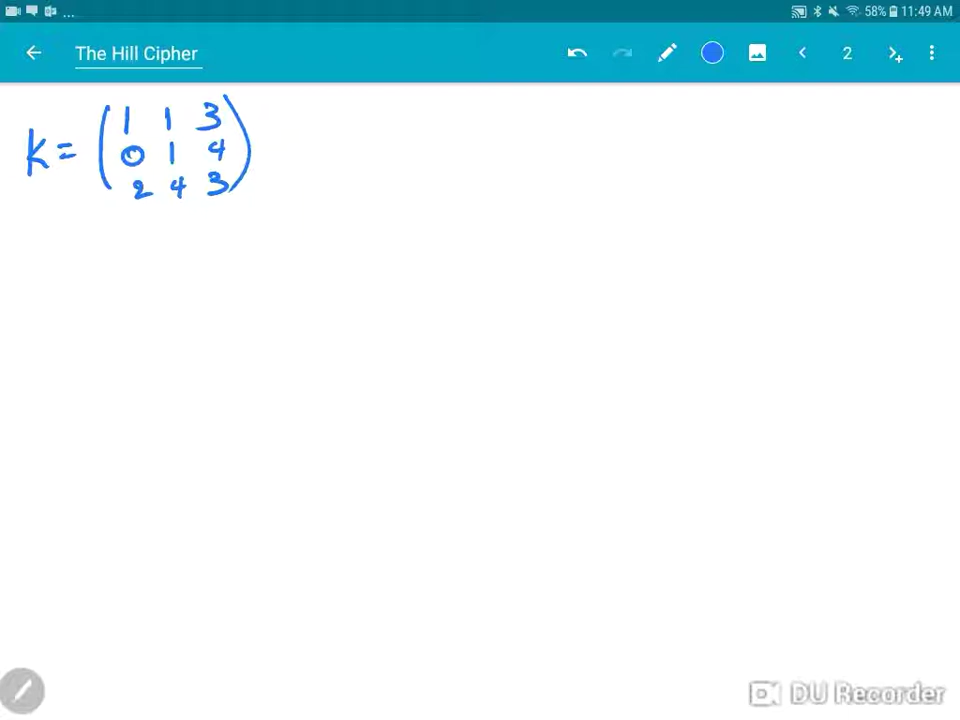 ... 58% 11:49 AM
The Hill Cipher 2
1 1 3
K = 0 1 4
2 4 3
DU Recorder